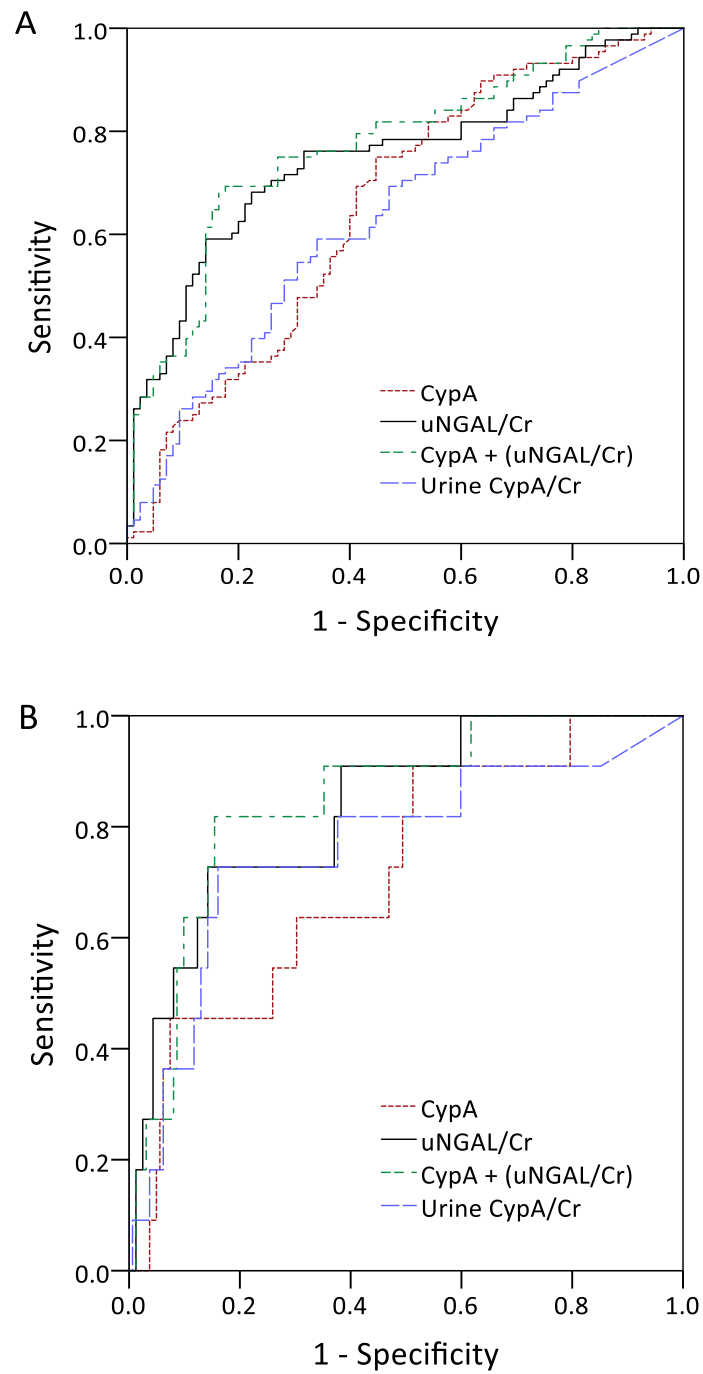 A
1.0
0.8
0.6
0.4
0.2
0.0
Sensitivity
CypA
uNGAL/Cr
CypA + (uNGAL/Cr)
Urine CypA/Cr
0.0 0.2 0.4 0.6 0.8 1.0
1 - Specificity
B
1.0
0.8
0.6
0.4
0.2
0.0
Sensitivity
CypA
uNGAL/Cr
CypA + (uNGAL/Cr)
Urine CypA/Cr
0.0 0.2 0.4 0.6 0.8 1.0
1 - Specificity